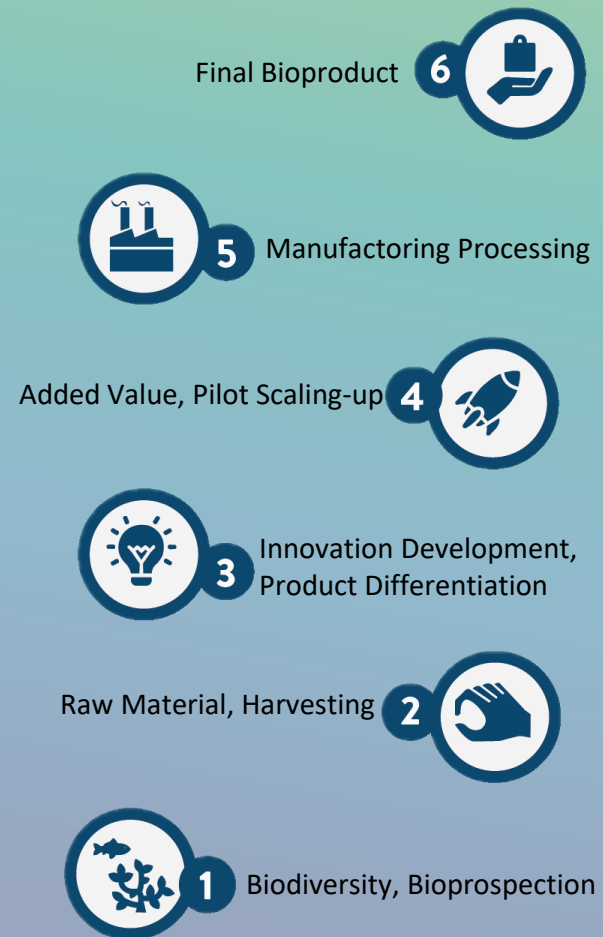 Final Bioproduct 6
5 Manufactoring Processing
Added Value, Pilot Scaling-up 4
3 Innovation Development,
Product Differentiation
Raw Material, Harvesting 2
1 Biodiversity, Bioprospection